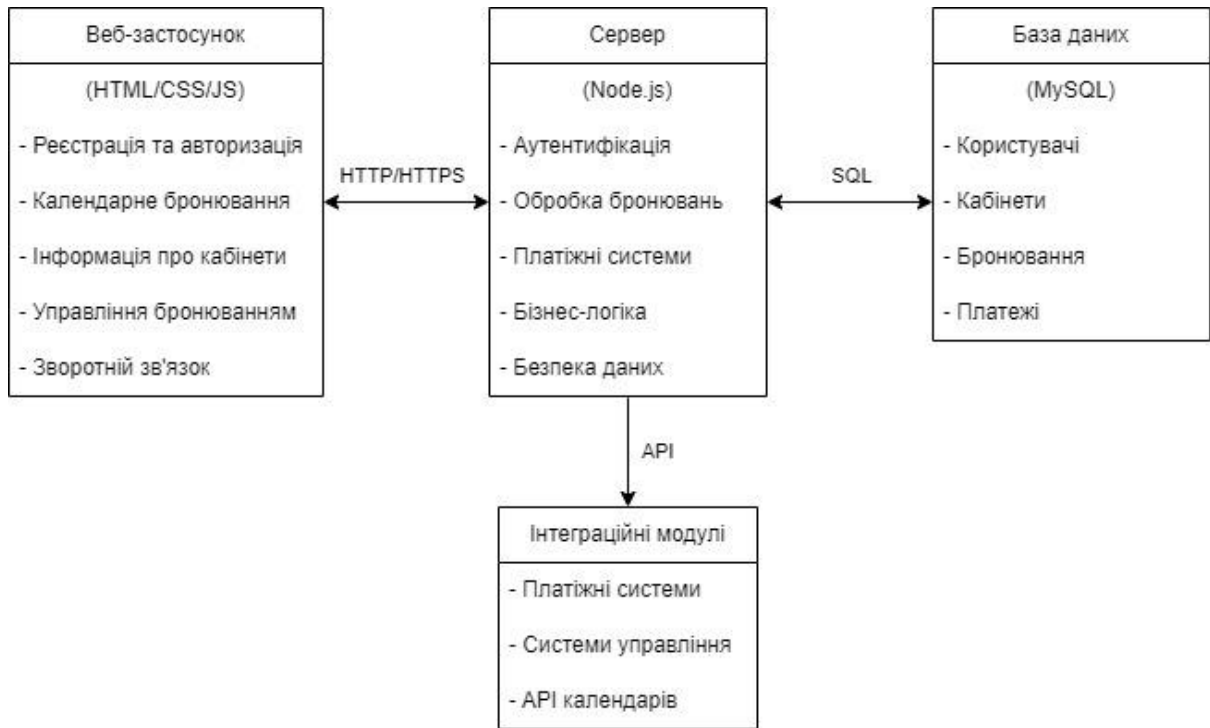 Веб-застосунок
(HTML/CSS/JS)
- Реєстрація та авторизація
- Календарне бронювання
- Інформація про кабінети
- Управління бронюванням
- Зворотній зв'язок
HTTP/HTTPS
Сервер
(Node.js)
- Аутентифікація
- Обробка бронювань
- Платіжні системи
- Бізнес-логіка
- Безпека даних
SQL
База даних
(MySQL)
- Користувачі
- Кабінети
- Бронювання
- Платежі
API
Інтеграційні модулі
- Платіжні системи
- Системи управління
- API календарів